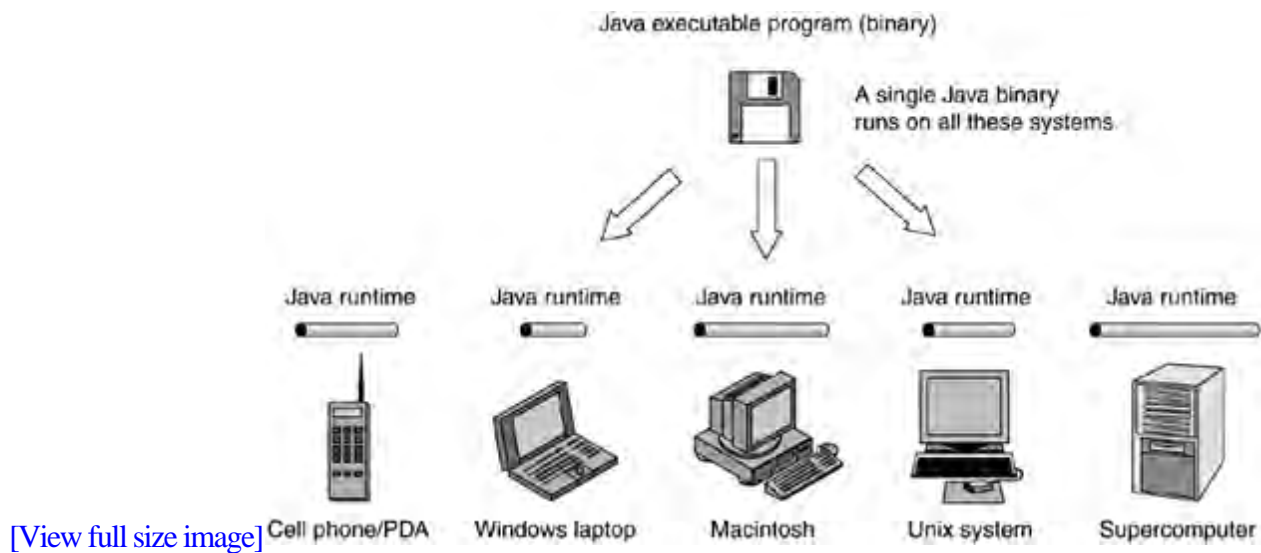 Java executable program (binary)
A single Java binary
runs on all these systems
Java runtime Java runtime Java runtime Java runtime Java runtime
[View full size image] Cell phone/PDA Windows laptop Macintosh Unix system Supercomputer